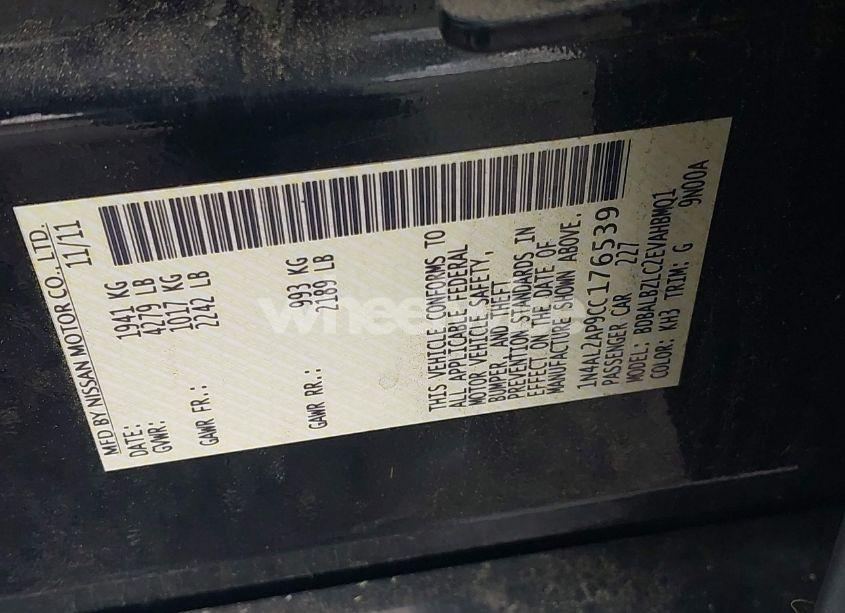 MFD BY NISSAN MOTOR CO., LTD.
DATE: 11/11
GVWR: 1941 KG
4279 LB
GAWR FR.: 1017 KG
2242 LB
GAWR RR.: 993 KG
2189 LB
THIS VEHICLE CONFORMS TO
ALL APPLICABLE FEDERAL
MOTOR VEHICLE SAFETY,
BUMPER, AND THEFT
PREVENTION STANDARDS IN
EFFECT ON THE DATE OF
MANUFACTURE SHOWN ABOVE.
1N4AL2AP9CC176539
PASSENGER CAR 227
MODEL: BDBALBZLC2EVAHBMQ1
COLOR: KH3 TRIM: G 9N00A